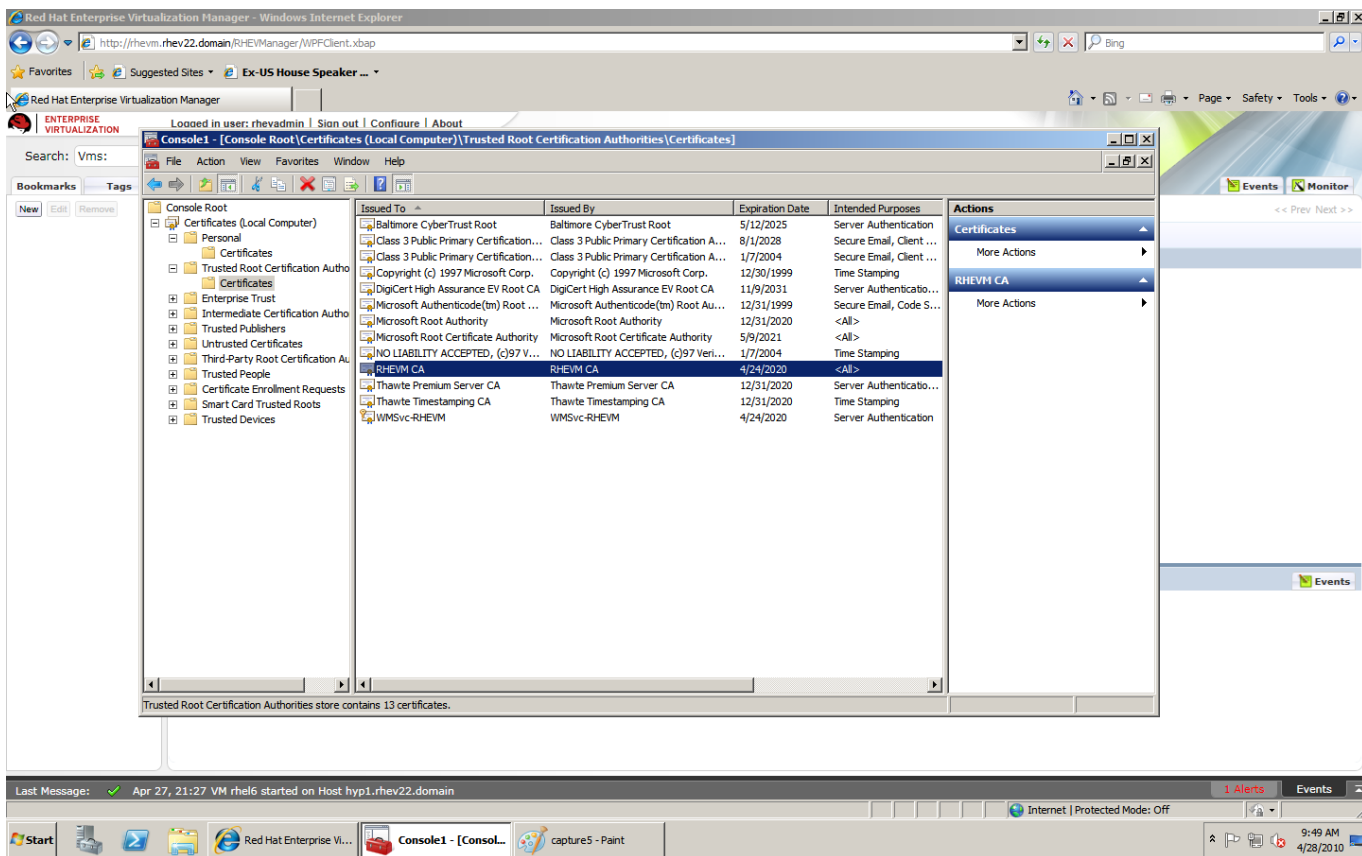 Red Hat Enterprise Virtualization Manager - Windows Internet Explorer
http://rhevm.rhev22.domain/RHEVManager/WPFClient.xbap
Bing
Favorites Suggested Sites Ex-US House Speaker ...
Red Hat Enterprise Virtualization Manager
Page Safety Tools
ENTERPRISE
VIRTUALIZATION
Logged in user: rhevadmin | Sign out | Configure | About
Console1 - [Console Root\Certificates (Local Computer)\Trusted Root Certification Authorities\Certificates]
Search: Vms:
File Action View Favorites Window Help
Bookmarks Tags
Events Monitor
New Edit Remove
<< Prev Next >>
Console Root
Certificates (Local Computer)
Personal
Certificates
Trusted Root Certification Autho
Certificates
Enterprise Trust
Intermediate Certification Autho
Trusted Publishers
Untrusted Certificates
Third-Party Root Certification Au
Trusted People
Certificate Enrollment Requests
Smart Card Trusted Roots
Trusted Devices
Issued To Issued By Expiration Date Intended Purposes
Baltimore CyberTrust Root Baltimore CyberTrust Root 5/12/2025 Server Authentication
Class 3 Public Primary Certification... Class 3 Public Primary Certification A... 8/1/2028 Secure Email, Client ...
Class 3 Public Primary Certification... Class 3 Public Primary Certification A... 1/7/2004 Secure Email, Client ...
Copyright (c) 1997 Microsoft Corp. Copyright (c) 1997 Microsoft Corp. 12/30/1999 Time Stamping
DigiCert High Assurance EV Root CA DigiCert High Assurance EV Root CA 11/9/2031 Server Authenticatio...
Microsoft Authenticode(tm) Root ... Microsoft Authenticode(tm) Root Au... 12/31/1999 Secure Email, Code S...
Microsoft Root Authority Microsoft Root Authority 12/31/2020 <All>
Microsoft Root Certificate Authority Microsoft Root Certificate Authority 5/9/2021 <All>
NO LIABILITY ACCEPTED, (c)97 V... NO LIABILITY ACCEPTED, (c)97 Veri... 1/7/2004 Time Stamping
RHEVM CA RHEVM CA 4/24/2020 <All>
Thawte Premium Server CA Thawte Premium Server CA 12/31/2020 Server Authenticatio...
Thawte Timestamping CA Thawte Timestamping CA 12/31/2020 Time Stamping
WMSvc-RHEVM WMSvc-RHEVM 4/24/2020 Server Authentication
Actions
Certificates
More Actions
RHEVM CA
More Actions
Events
Trusted Root Certification Authorities store contains 13 certificates.
Last Message: Apr 27, 21:27 VM rhel6 started on Host hyp1.rhev22.domain
1 Alerts Events
Internet | Protected Mode: Off
Start Red Hat Enterprise Vi... Console1 - [Consol... capture5 - Paint
9:49 AM
4/28/2010